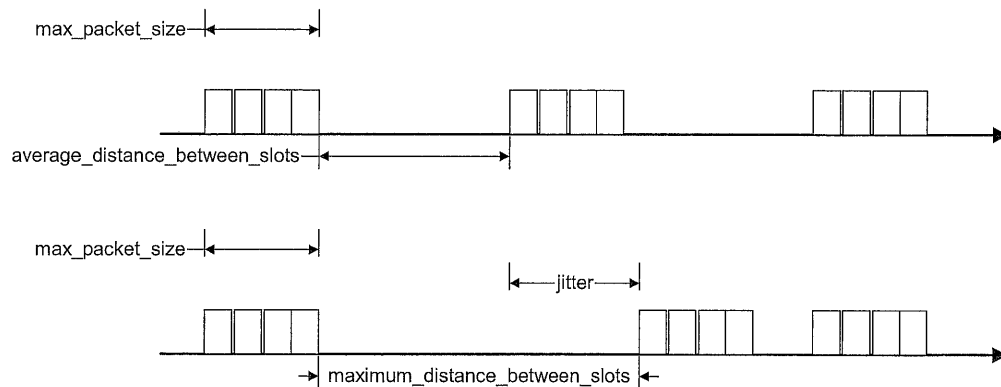 max_packet_size
average_distance_between_slots
max_packet_size
jitter
maximum_distance_between_slots